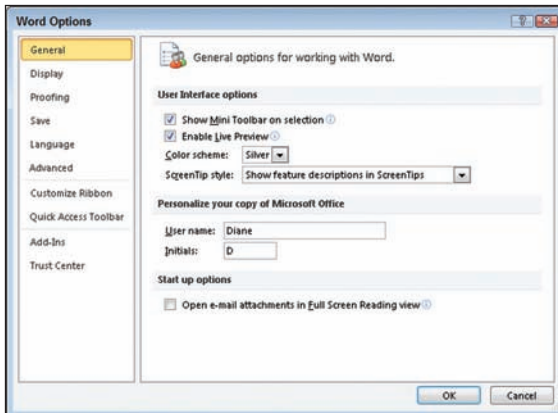 Word Options
General
Display
Proofing
Save
Language
Advanced
Customize Ribbon
Quick Access Toolbar
Add-Ins
Trust Center
General options for working with Word.
User Interface options
Show Mini Toolbar on selection
Enable Live Preview
Color scheme: Silver
ScreenTip style: Show feature descriptions in ScreenTips
Personalize your copy of Microsoft Office
User name: Diane
Initials: D
Start up options
Open e-mail attachments in Full Screen Reading view
OK Cancel